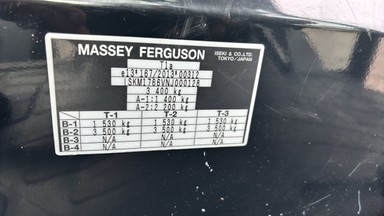 MASSEY FERGUSON
ISEKI & CO.,LTD.
TOKYO/JAPAN
T1a
e13*167/2013*00312
SKM1786VNJ000128
3 400 kg
A-1: 1 400 kg
A-2: 2 200 kg
T-1 T-2 T-3
B-1 1 530 kg 1 530 kg 1 530 kg
B-2 3 500 kg 3 500 kg 3 500 kg
B-3 N/A N/A N/A
B-4 N/A N/A N/A